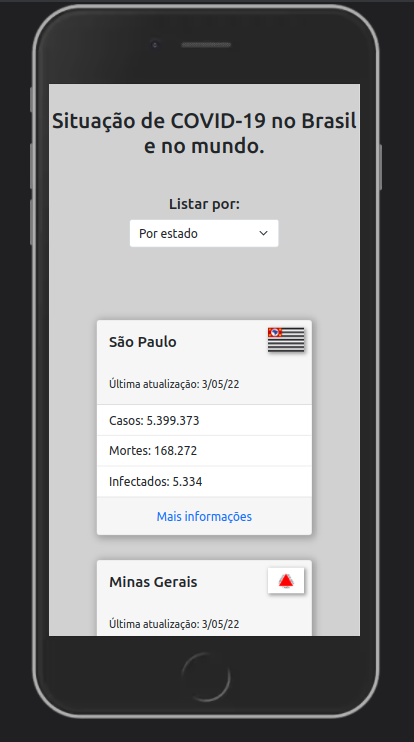 Situação de COVID-19 no Brasil
e no mundo.
Listar por:
Por estado
São Paulo
Última atualização: 3/05/22
Casos: 5.399.373
Mortes: 168.272
Infectados: 5.334
Mais informações
Minas Gerais
Última atualização: 3/05/22